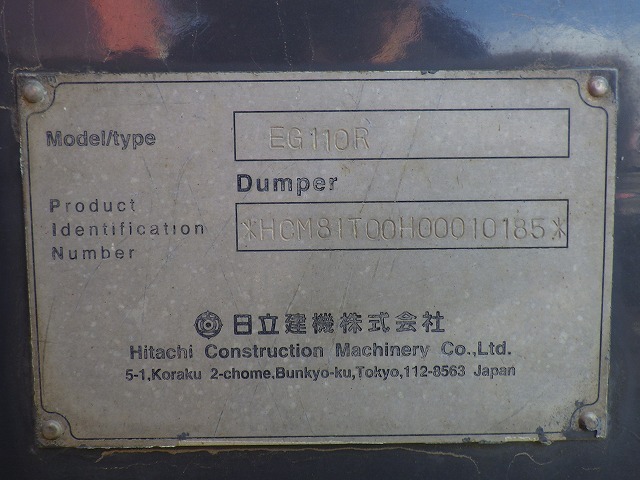 Model/type EG110R
Dumper
Product
Identification *HCM81T00H00010185*
Number
日立建機株式会社
Hitachi Construction Machinery Co.,Ltd.
5-1,Koraku 2-chome,Bunkyo-ku,Tokyo,112-8563 Japan